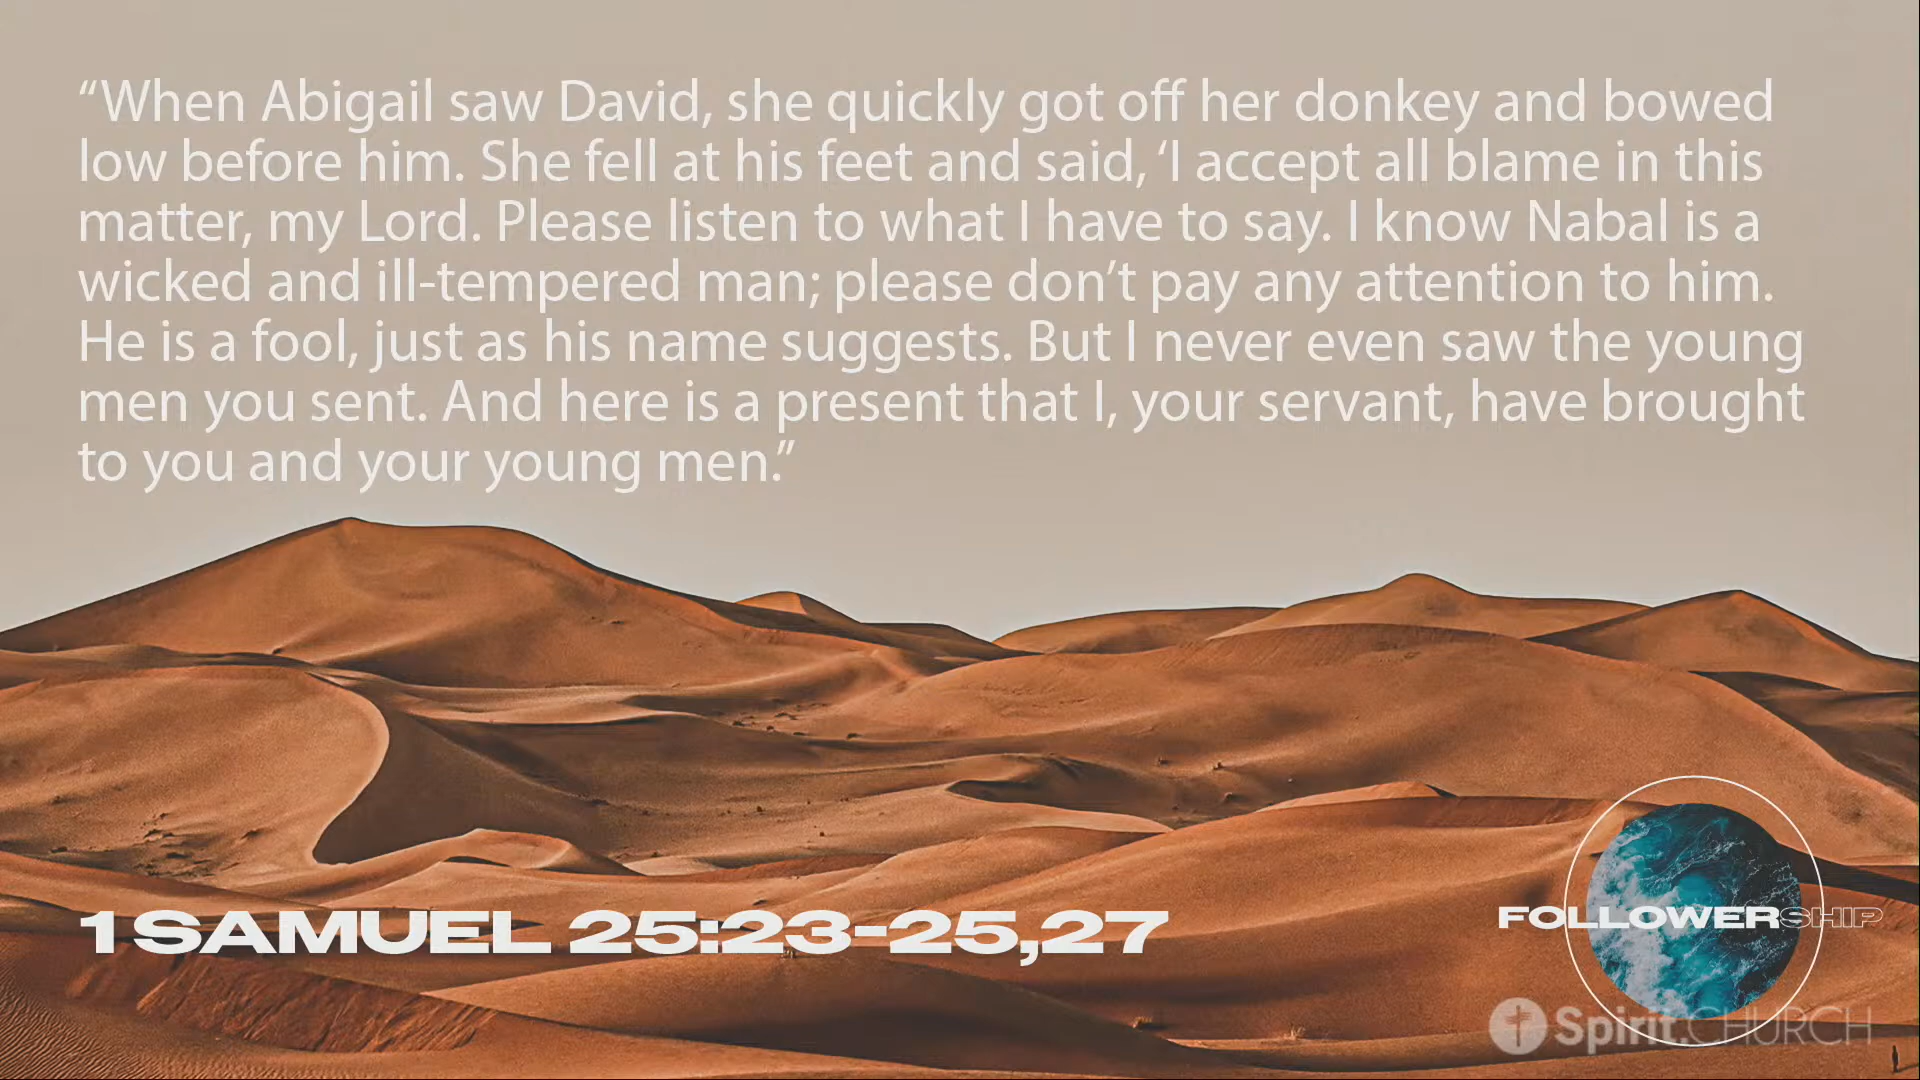 “When Abigail saw David, she quickly got off her donkey and bowed
low before him. She fell at his feet and said, ‘I accept all blame in this
matter, my Lord. Please listen to what I have to say. I know Nabal is a
wicked and ill-tempered man; please don’t pay any attention to him.
He is a fool, just as his name suggests. But I never even saw the young
men you sent. And here is a present that I, your servant, have brought
to you and your young men.”
1 SAMUEL 25:23-25,27
FOLLOWERSHIP
Spirit.CHURCH